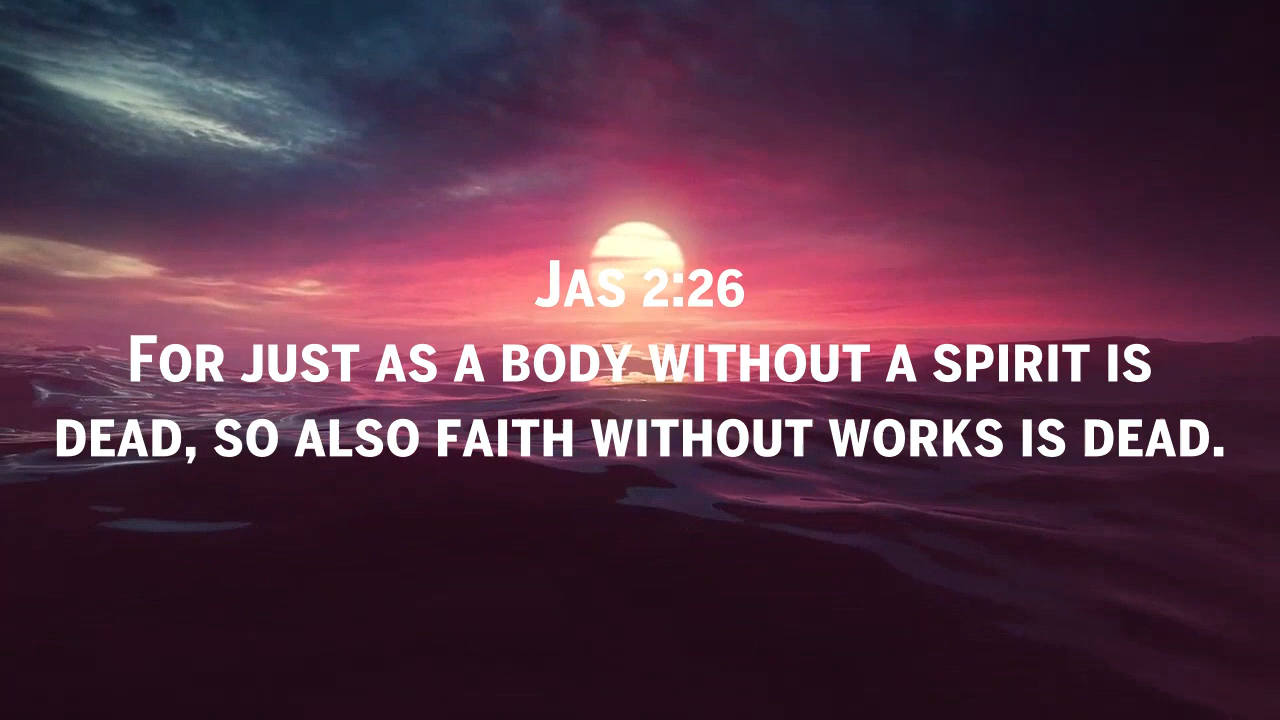 Jas 2:26
For just as a body without a spirit is
dead, so also faith without works is dead.